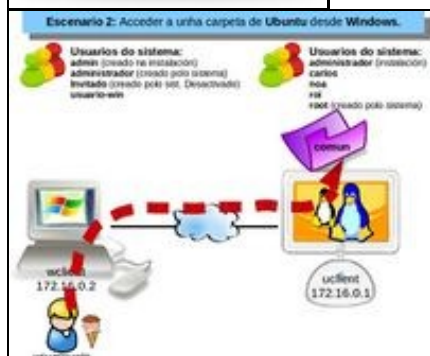 Escenario 2: Acceder a unha carpeta de Ubuntu desde Windows.
Usuarios do sistema:
admin (creado na instalación)
administrador (creado polo sistema)
Invitado (creado polo sist. Desactivado)
usuario-win
Usuarios do sistema:
administrador (instalación)
carlos
noa
roi
root (creado polo sistema)
comun
wclient
172.16.0.2
uclient
172.16.0.1